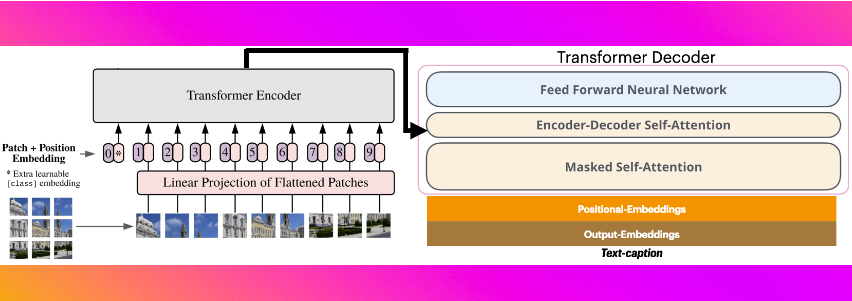 Transformer Decoder
Feed Forward Neural Network
Encoder-Decoder Self-Attention
Masked Self-Attention
Positional-Embeddings
Output-Embeddings
Text-caption
Transformer Encoder
Patch + Position
Embedding
0 * 1 2 3 4 5 6 7 8 9
* Extra learnable
[class] embedding
Linear Projection of Flattened Patches